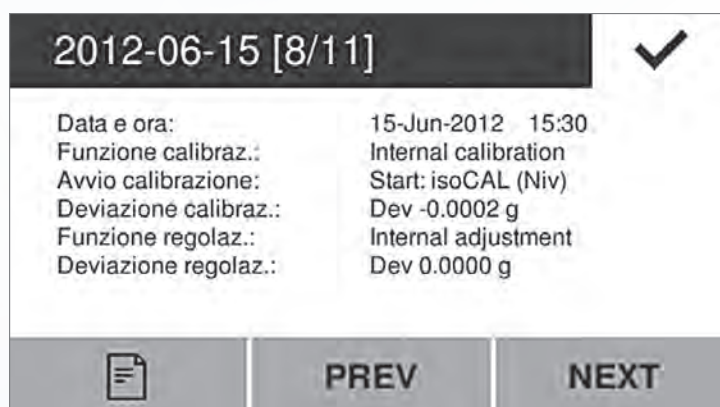 2012-06-15 [8/11]
Data e ora: 15-Jun-2012 15:30
Funzione calibraz.: Internal calibration
Avvio calibrazione: Start: isoCAL (Niv)
Deviazione calibraz.: Dev -0.0002 g
Funzione regolaz.: Internal adjustment
Deviazione regolaz.: Dev 0.0000 g
PREV NEXT